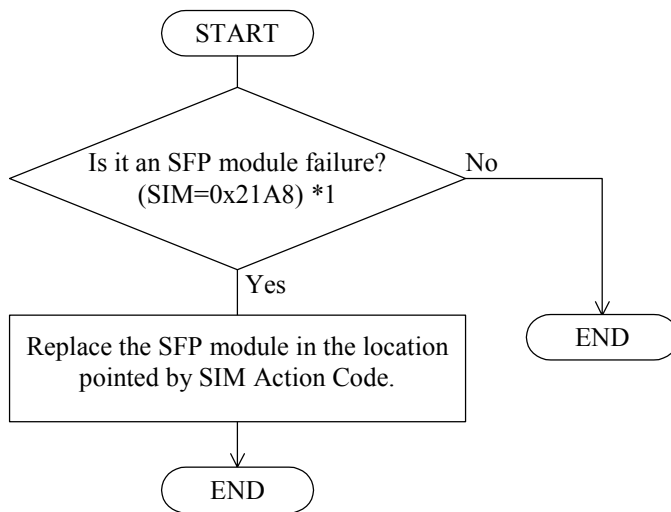 START
Is it an SFP module failure?
(SIM=0x21A8) *1
No
Yes
Replace the SFP module in the location
pointed by SIM Action Code.
END
END